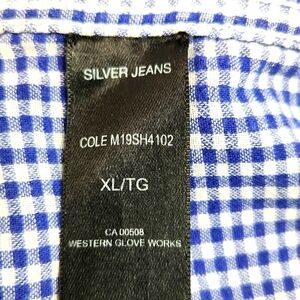 SILVER JEANS
COLE M19SH4102
XL/TG
CA 00508
WESTERN GLOVE WORKS